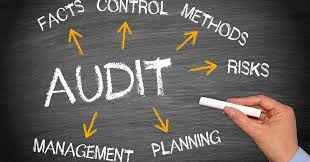 FACTS
CONTROL
METHODS
AUDIT
RISKS
MANAGEMENT
PLANNING